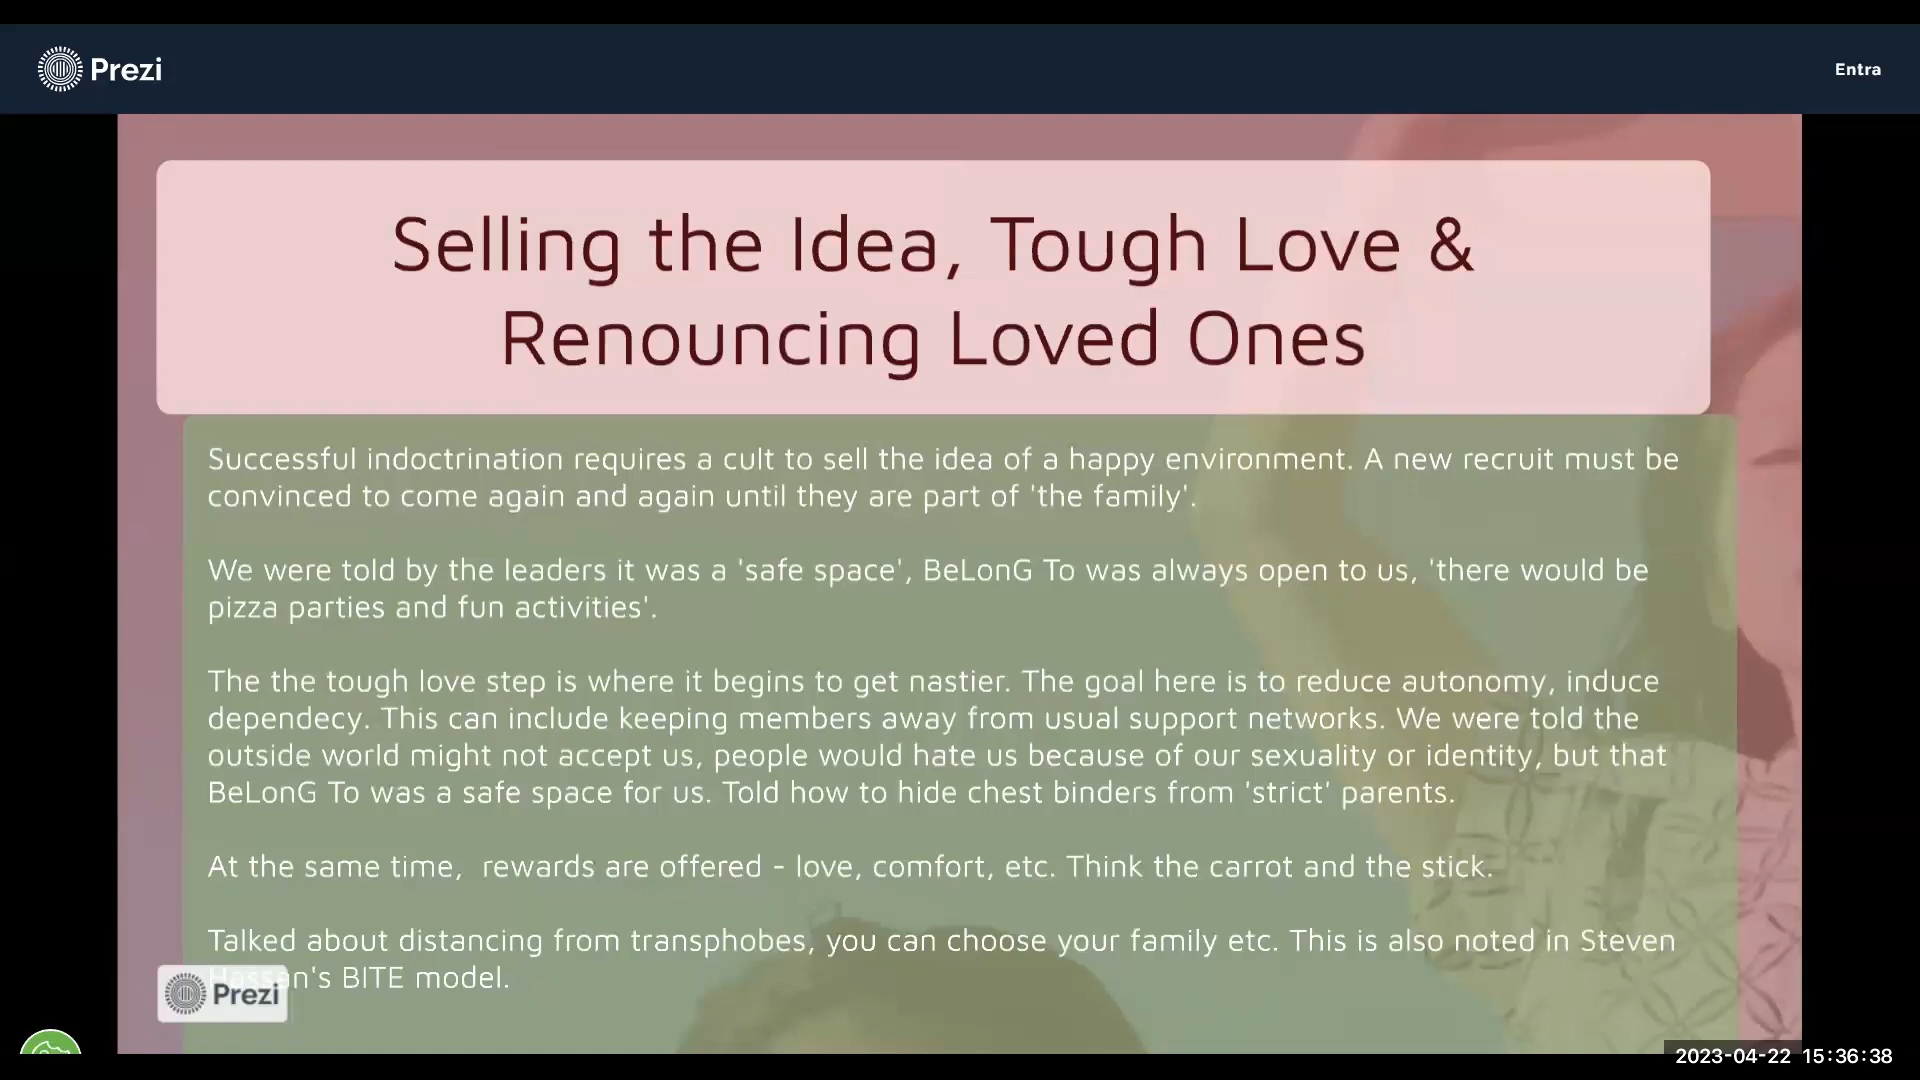 Prezi
Entra
Selling the Idea, Tough Love &
Renouncing Loved Ones
Successful indoctrination requires a cult to sell the idea of a happy environment. A new recruit must be
convinced to come again and again until they are part of 'the family'.
We were told by the leaders it was a 'safe space', BeLonG To was always open to us, 'there would be
pizza parties and fun activities'.
The the tough love step is where it begins to get nastier. The goal here is to reduce autonomy, induce
dependecy. This can include keeping members away from usual support networks. We were told the
outside world might not accept us, people would hate us because of our sexuality or identity, but that
BeLonG To was a safe space for us. Told how to hide chest binders from 'strict' parents.
At the same time,  rewards are offered - love, comfort, etc. Think the carrot and the stick.
Talked about distancing from transphobes, you can choose your family etc. This is also noted in Steven
Hassan's BITE model.
Prezi
2023-04-22 15:36:38